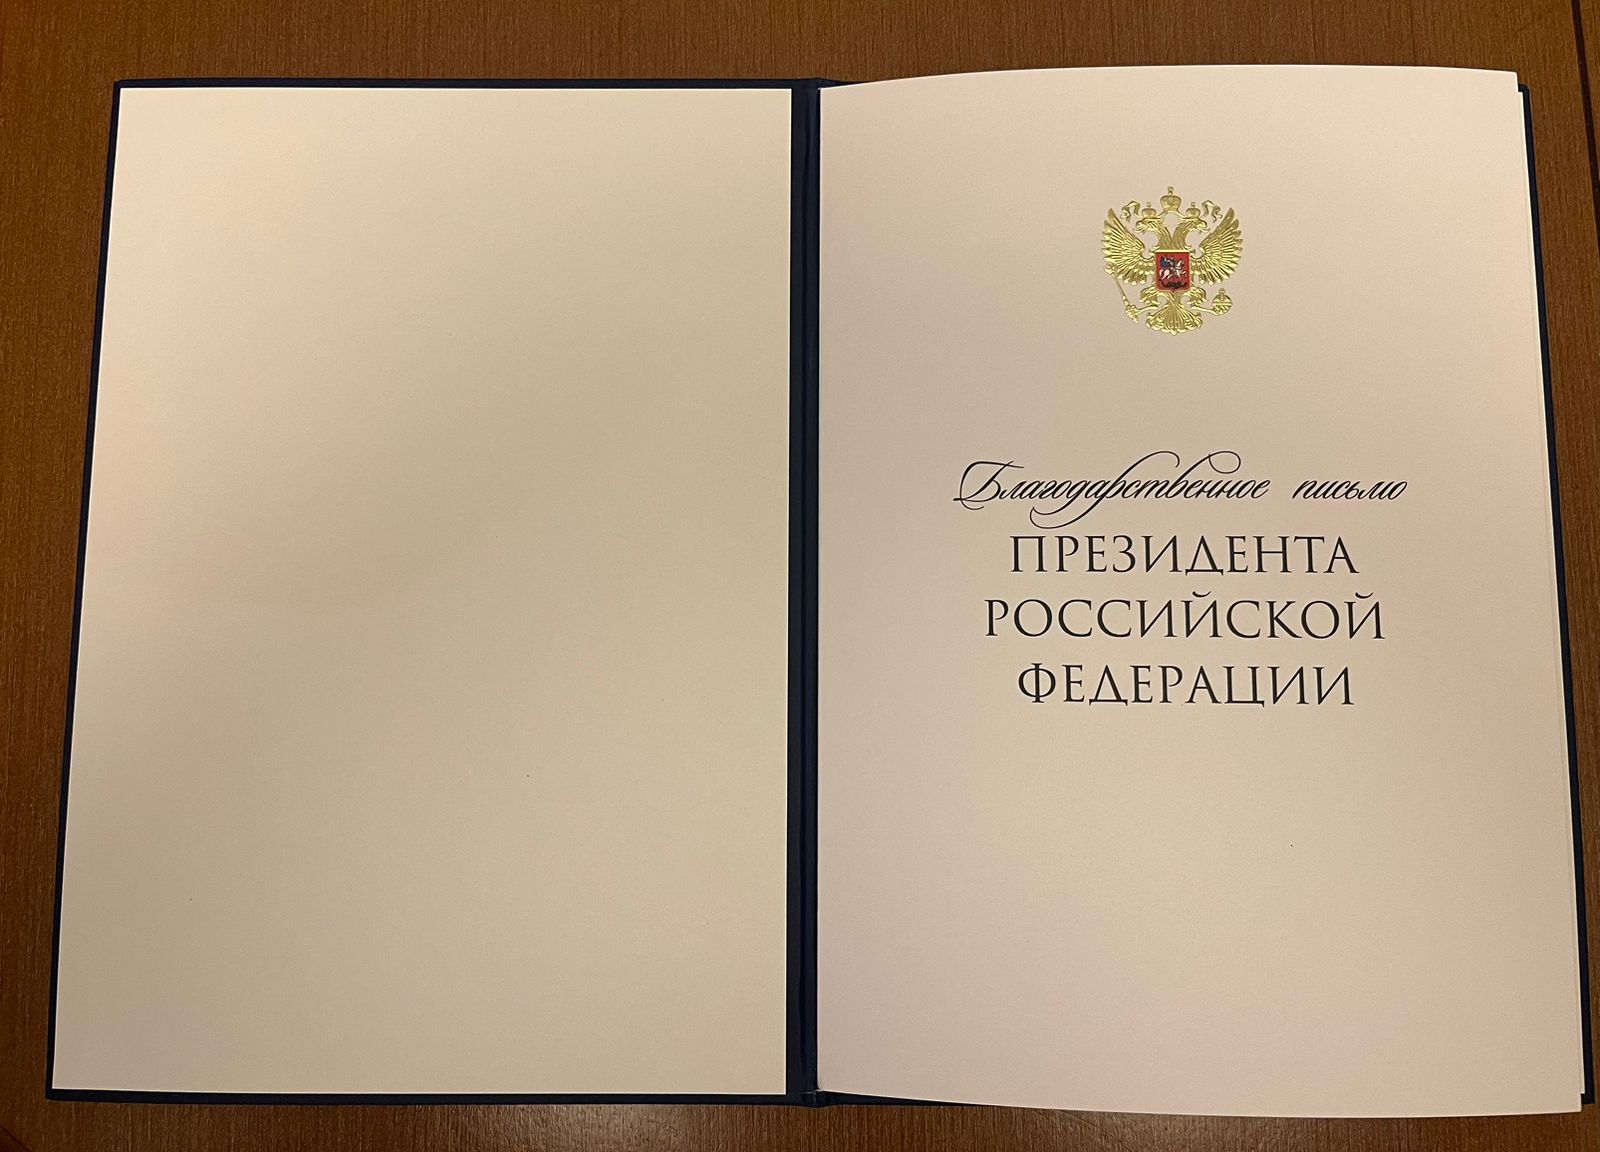 Благодарственное письмо
ПРЕЗИДЕНТА
РОССИЙСКОЙ
ФЕДЕРАЦИИ